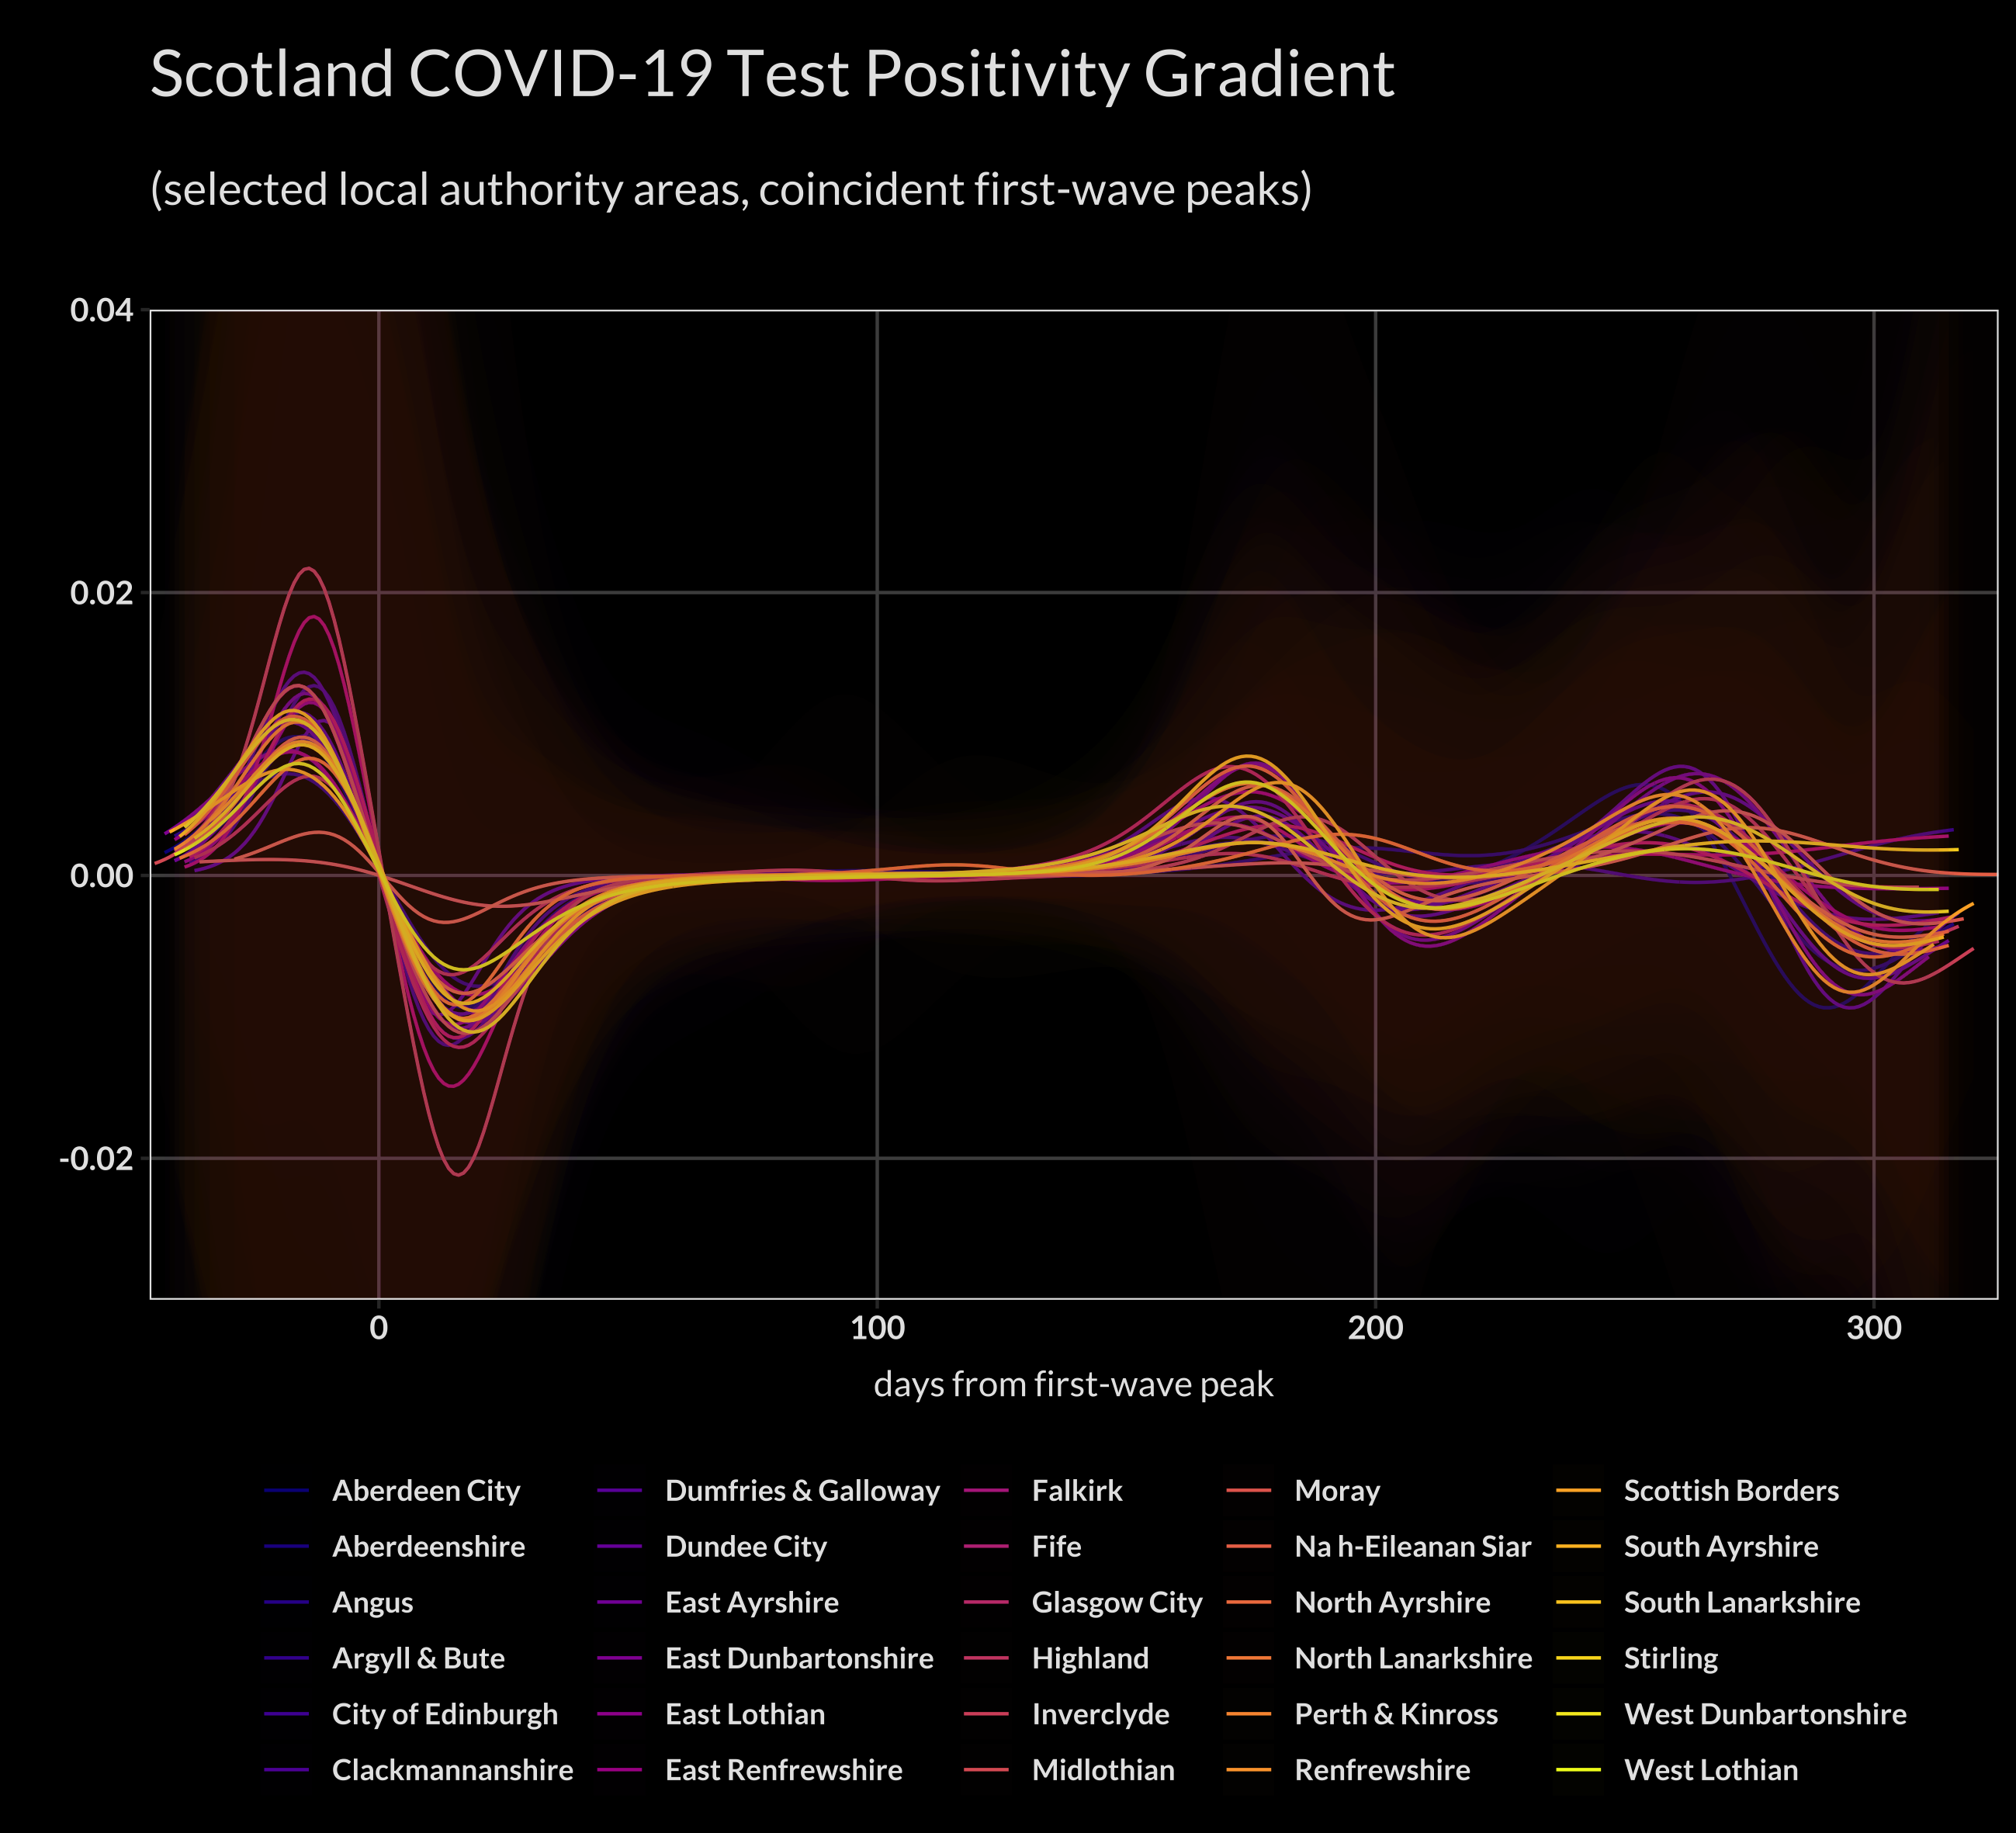 Scotland COVID-19 Test Positivity Gradient
(selected local authority areas, coincident first-wave peaks)
0.04
0.02
0.00
-0.02
0 100 200 300
days from first-wave peak
Aberdeen City Dumfries & Galloway Falkirk Moray Scottish Borders
Aberdeenshire Dundee City Fife Na h-Eileanan Siar South Ayrshire
Angus East Ayrshire Glasgow City North Ayrshire South Lanarkshire
Argyll & Bute East Dunbartonshire Highland North Lanarkshire Stirling
City of Edinburgh East Lothian Inverclyde Perth & Kinross West Dunbartonshire
Clackmannanshire East Renfrewshire Midlothian Renfrewshire West Lothian